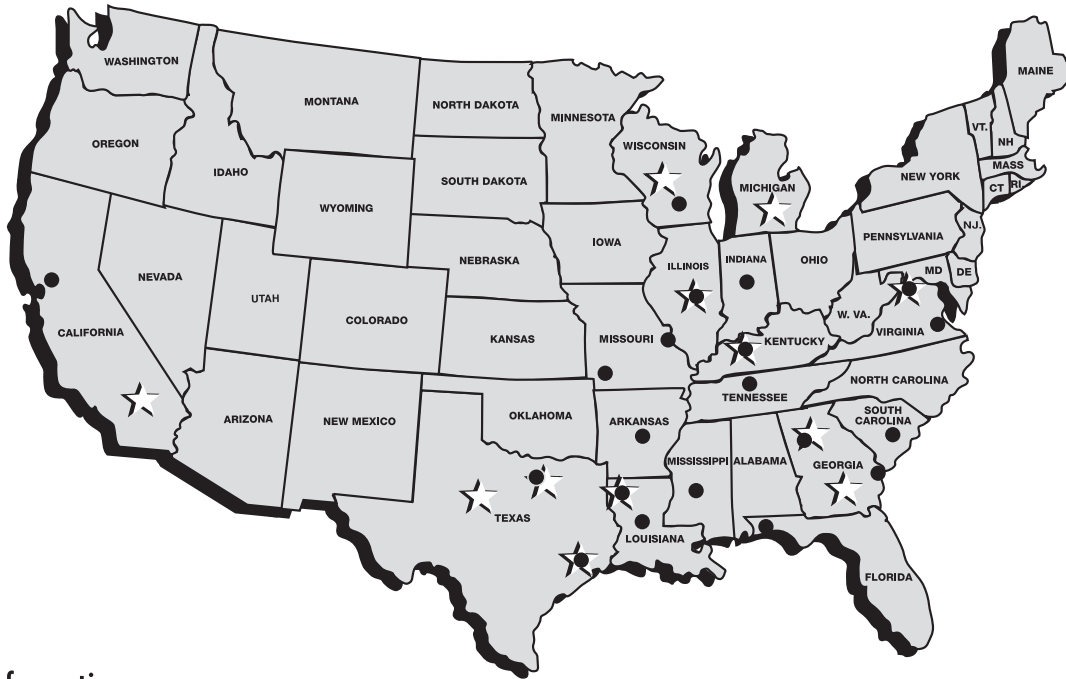 WASHINGTON
MONTANA
NORTH DAKOTA
MINNESOTA
MAINE
OREGON
IDAHO
WISCONSIN
VT.
NH
MASS
SOUTH DAKOTA
MICHIGAN
NEW YORK
CT
RI.
WYOMING
NEVADA
NEBRASKA
IOWA
ILLINOIS
INDIANA
OHIO
PENNSYLVANIA
NJ.
MD
DE
UTAH
COLORADO
CALIFORNIA
KANSAS
MISSOURI
KENTUCKY
W. VA.
VIRGINIA
ARIZONA
NEW MEXICO
OKLAHOMA
ARKANSAS
TENNESSEE
NORTH CAROLINA
SOUTH
CAROLINA
MISSISSIPPI
ALABAMA
GEORGIA
TEXAS
LOUISIANA
FLORIDA